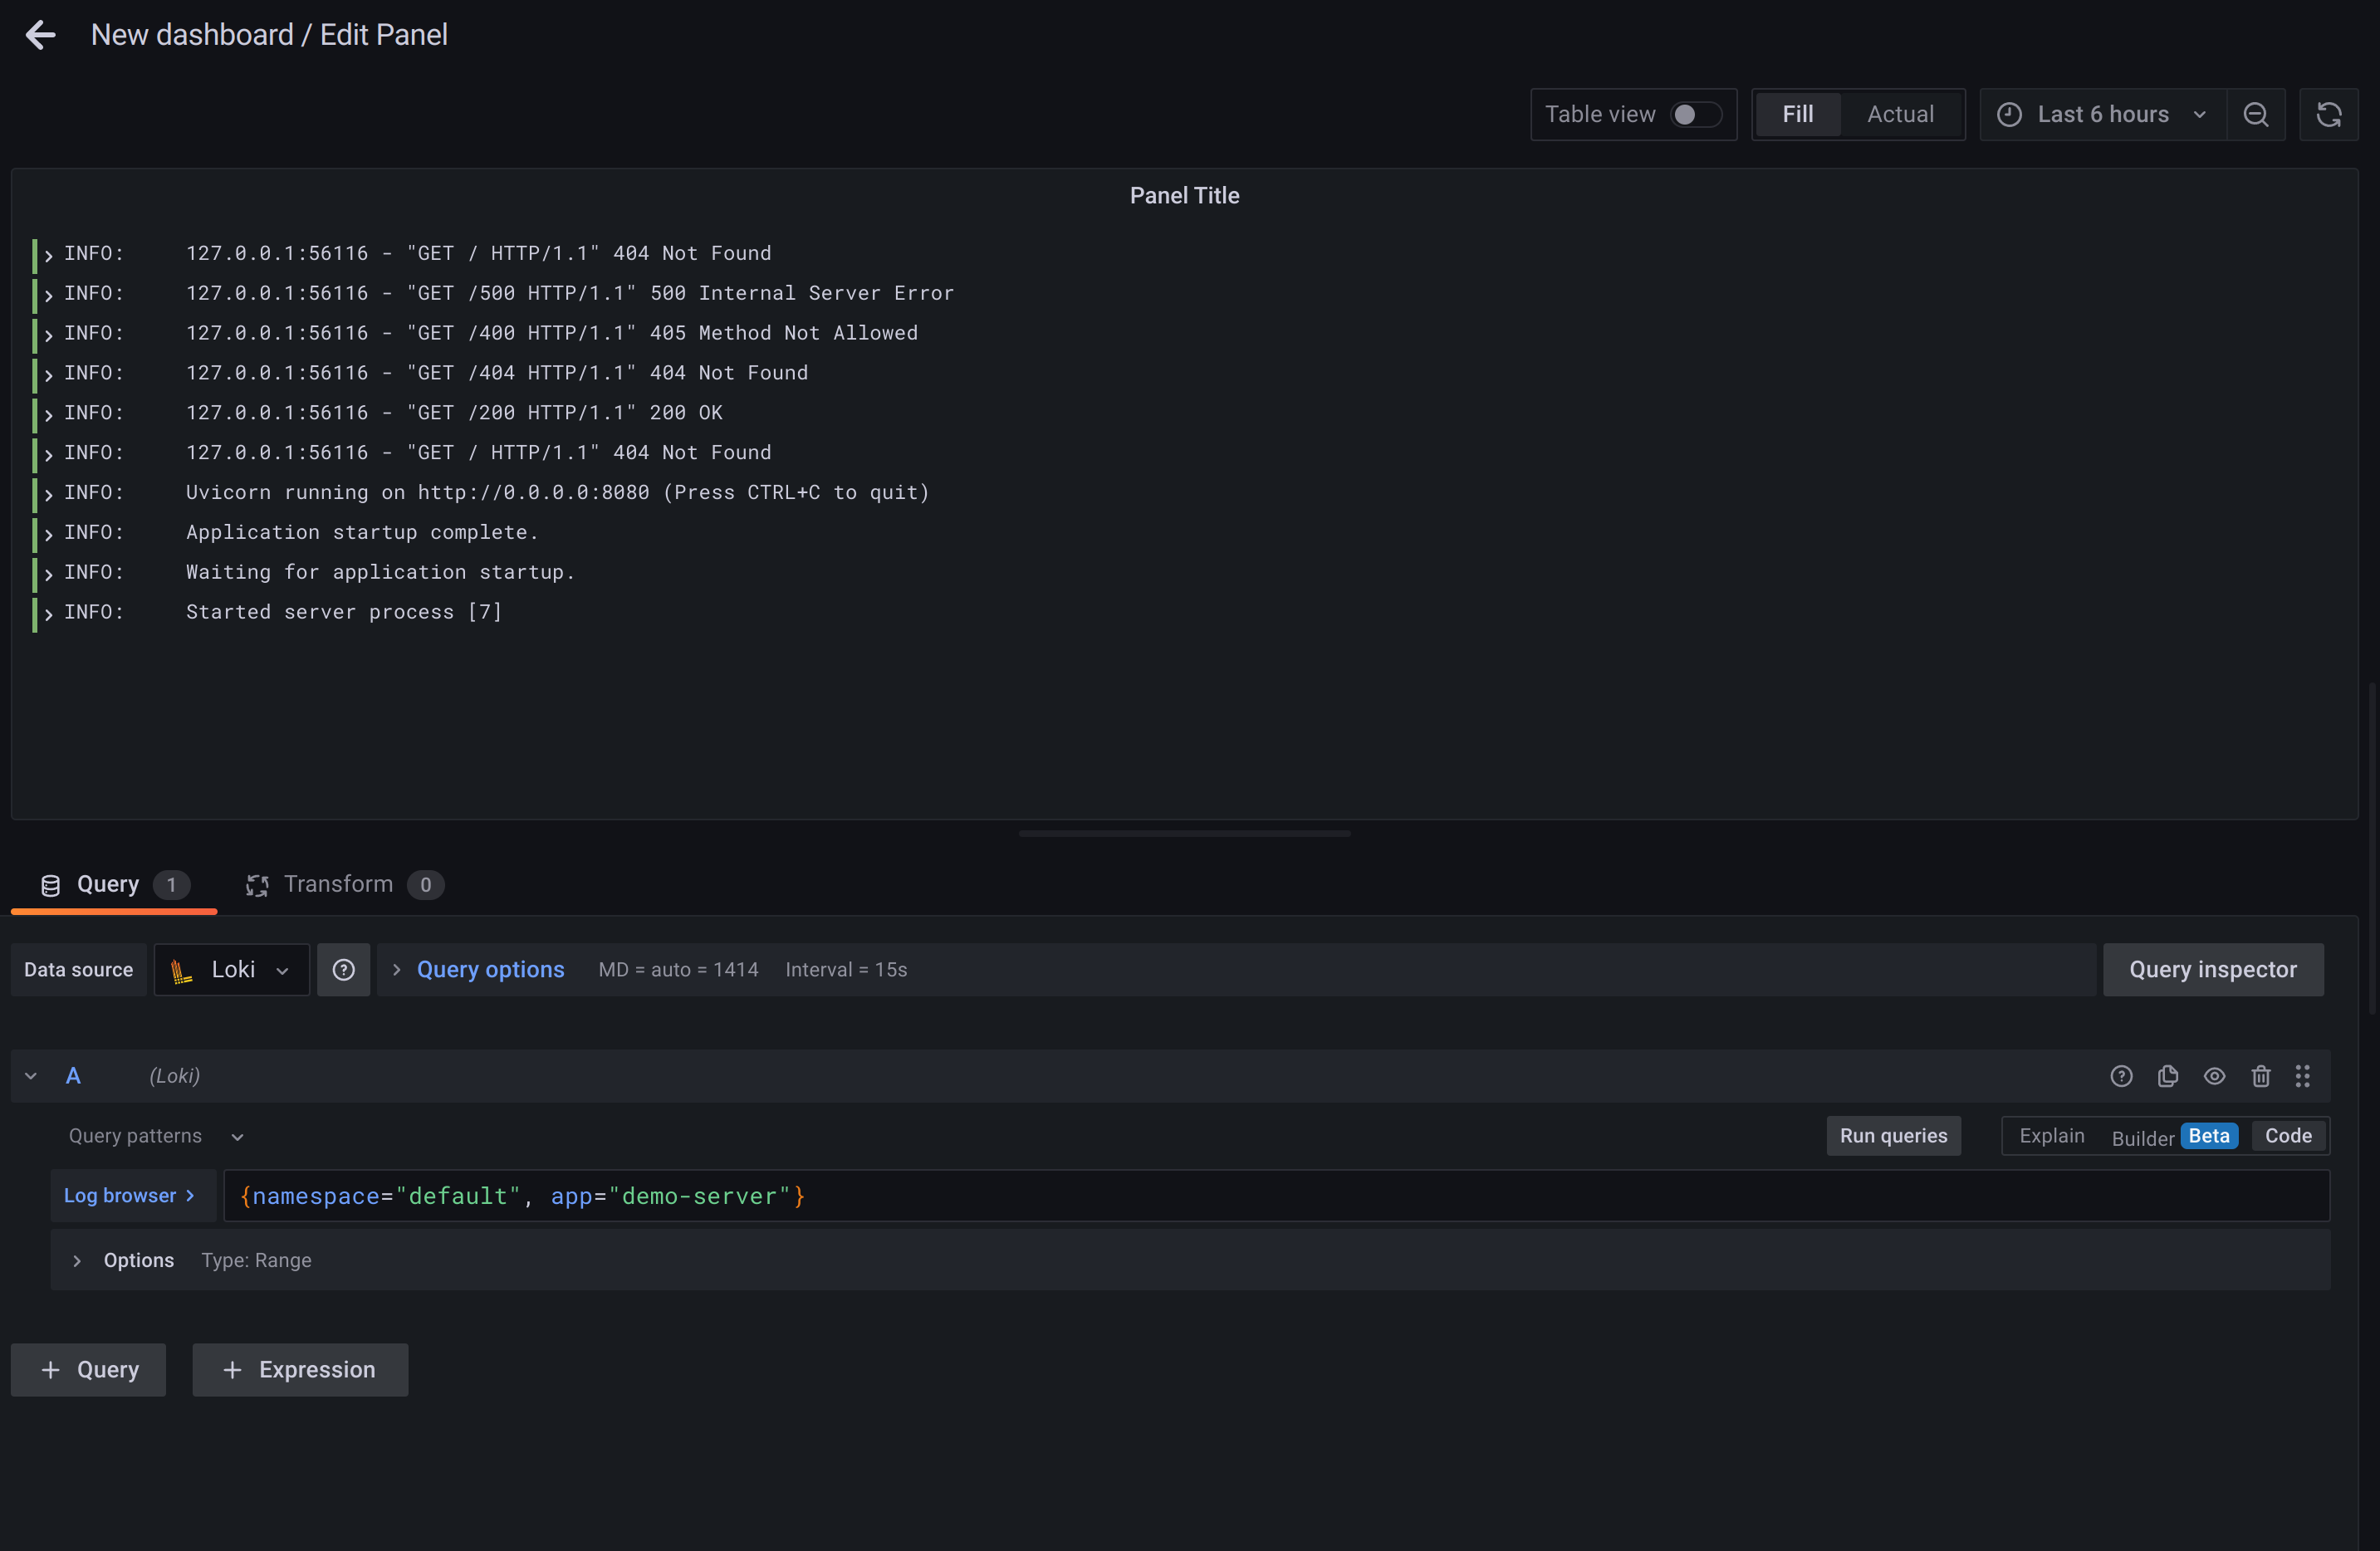 New dashboard / Edit Panel
Table view Fill Actual Last 6 hours
Panel Title
INFO: 127.0.0.1:56116 - "GET / HTTP/1.1" 404 Not Found
INFO: 127.0.0.1:56116 - "GET /500 HTTP/1.1" 500 Internal Server Error
INFO: 127.0.0.1:56116 - "GET /400 HTTP/1.1" 405 Method Not Allowed
INFO: 127.0.0.1:56116 - "GET /404 HTTP/1.1" 404 Not Found
INFO: 127.0.0.1:56116 - "GET /200 HTTP/1.1" 200 OK
INFO: 127.0.0.1:56116 - "GET / HTTP/1.1" 404 Not Found
INFO: Uvicorn running on http://0.0.0.0:8080 (Press CTRL+C to quit)
INFO: Application startup complete.
INFO: Waiting for application startup.
INFO: Started server process [7]
Query 1 Transform 0
Data source Loki Query options MD = auto = 1414 Interval = 15s Query inspector
A (Loki)
Query patterns Run queries Explain Builder Beta Code
Log browser {namespace="default", app="demo-server"}
Options Type: Range
+ Query + Expression